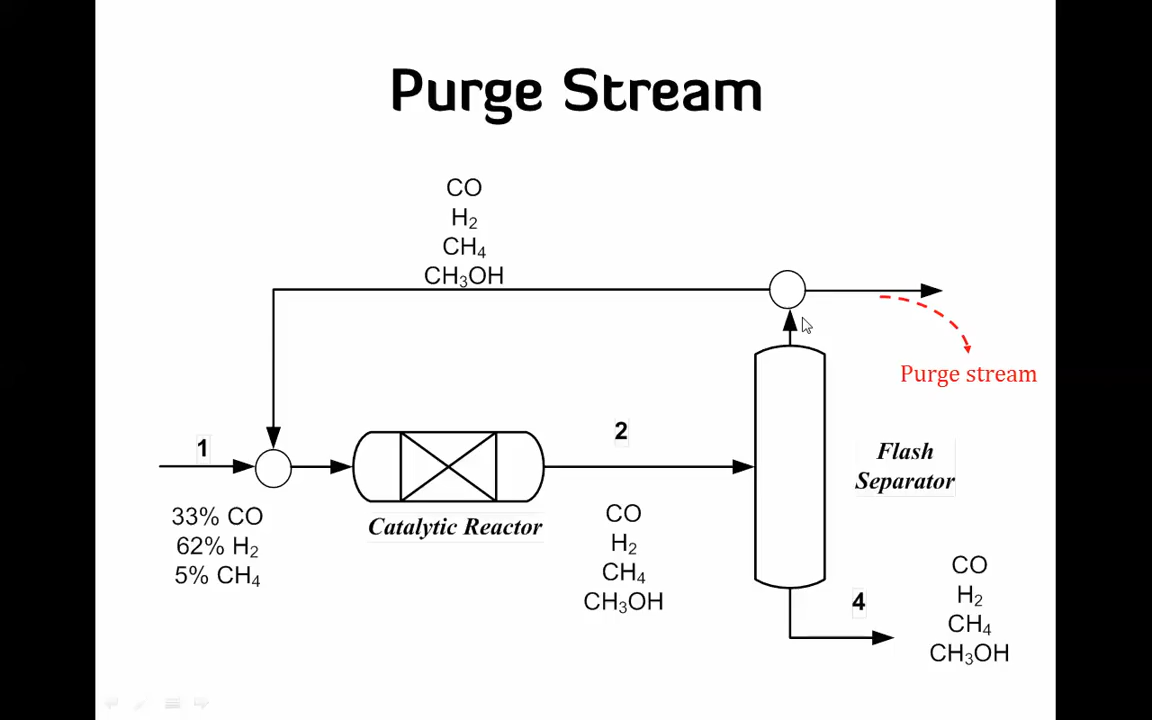 Purge Stream
CO
H₂
CH₄
CH₃OH
Purge stream
1
2
33% CO
62% H₂
5% CH₄
Catalytic Reactor
CO
H₂
CH₄
CH₃OH
Flash
Separator
4
CO
H₂
CH₄
CH₃OH